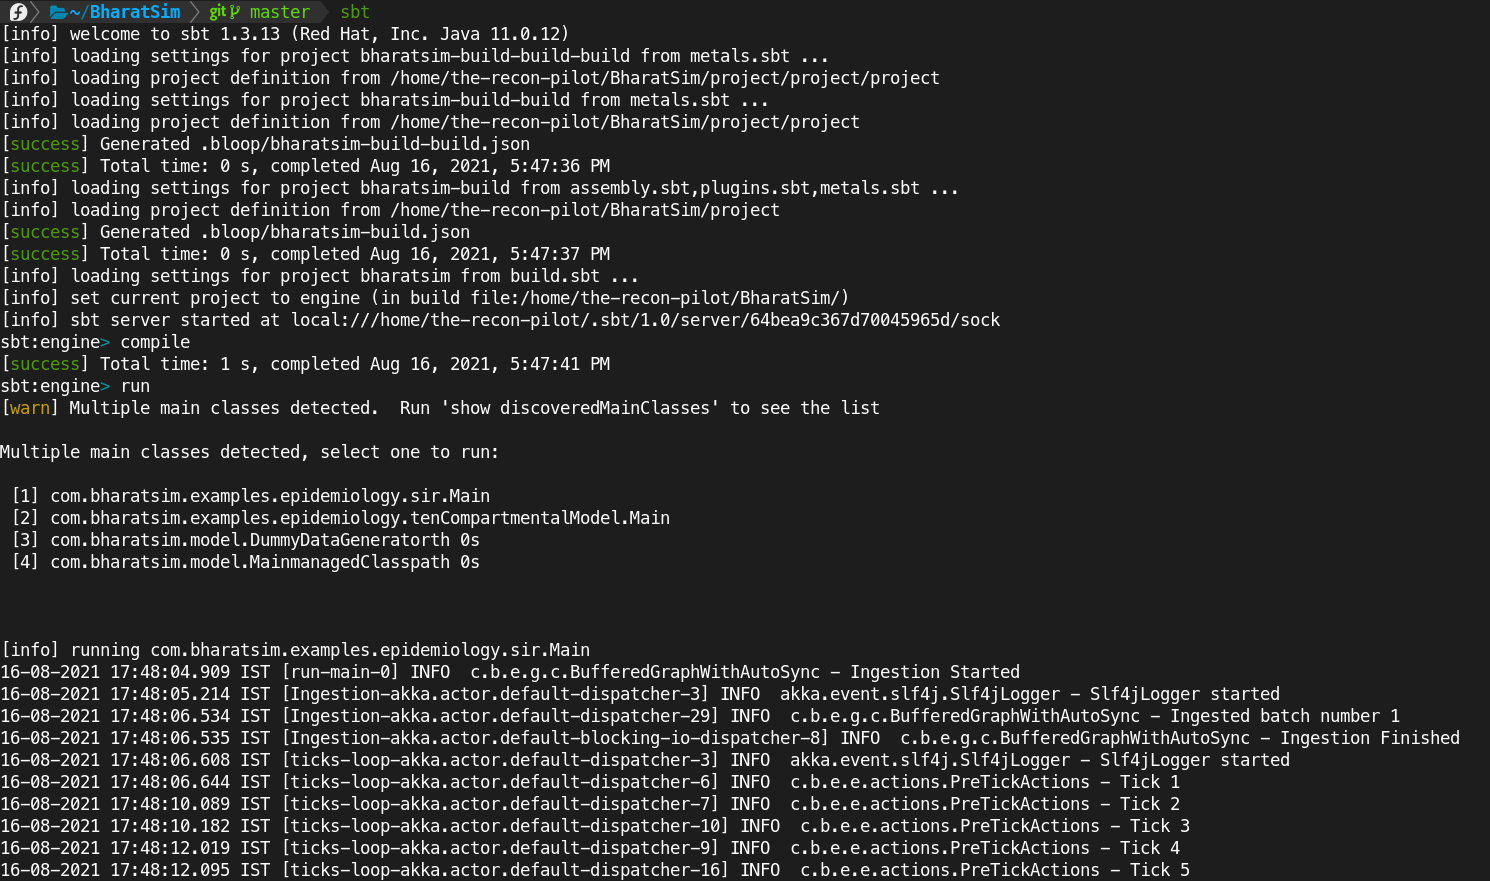 ~/BharatSim git master sbt
[info] welcome to sbt 1.3.13 (Red Hat, Inc. Java 11.0.12)
[info] loading settings for project bharatsim-build-build-build from metals.sbt ...
[info] loading project definition from /home/the-recon-pilot/BharatSim/project/project/project
[info] loading settings for project bharatsim-build-build from metals.sbt ...
[info] loading project definition from /home/the-recon-pilot/BharatSim/project/project
[success] Generated .bloop/bharatsim-build-build.json
[success] Total time: 0 s, completed Aug 16, 2021, 5:47:36 PM
[info] loading settings for project bharatsim-build from assembly.sbt,plugins.sbt,metals.sbt ...
[info] loading project definition from /home/the-recon-pilot/BharatSim/project
[success] Generated .bloop/bharatsim-build.json
[success] Total time: 0 s, completed Aug 16, 2021, 5:47:37 PM
[info] loading settings for project bharatsim from build.sbt ...
[info] set current project to engine (in build file:/home/the-recon-pilot/BharatSim/)
[info] sbt server started at local:///home/the-recon-pilot/.sbt/1.0/server/64bea9c367d70045965d/sock
sbt:engine> compile
[success] Total time: 1 s, completed Aug 16, 2021, 5:47:41 PM
sbt:engine> run
[warn] Multiple main classes detected.  Run 'show discoveredMainClasses' to see the list
Multiple main classes detected, select one to run:
[1] com.bharatsim.examples.epidemiology.sir.Main
[2] com.bharatsim.examples.epidemiology.tenCompartmentalModel.Main
[3] com.bharatsim.model.DummyDataGeneratorth 0s
[4] com.bharatsim.model.MainmanagedClasspath 0s
[info] running com.bharatsim.examples.epidemiology.sir.Main
16-08-2021 17:48:04.909 IST [run-main-0] INFO  c.b.e.g.c.BufferedGraphWithAutoSync - Ingestion Started
16-08-2021 17:48:05.214 IST [Ingestion-akka.actor.default-dispatcher-3] INFO  akka.event.slf4j.Slf4jLogger - Slf4jLogger started
16-08-2021 17:48:06.534 IST [Ingestion-akka.actor.default-dispatcher-29] INFO  c.b.e.g.c.BufferedGraphWithAutoSync - Ingested batch number 1
16-08-2021 17:48:06.535 IST [Ingestion-akka.actor.default-blocking-io-dispatcher-8] INFO  c.b.e.g.c.BufferedGraphWithAutoSync - Ingestion Finished
16-08-2021 17:48:06.608 IST [ticks-loop-akka.actor.default-dispatcher-3] INFO  akka.event.slf4j.Slf4jLogger - Slf4jLogger started
16-08-2021 17:48:06.644 IST [ticks-loop-akka.actor.default-dispatcher-6] INFO  c.b.e.e.actions.PreTickActions - Tick 1
16-08-2021 17:48:10.089 IST [ticks-loop-akka.actor.default-dispatcher-7] INFO  c.b.e.e.actions.PreTickActions - Tick 2
16-08-2021 17:48:10.182 IST [ticks-loop-akka.actor.default-dispatcher-10] INFO  c.b.e.e.actions.PreTickActions - Tick 3
16-08-2021 17:48:12.019 IST [ticks-loop-akka.actor.default-dispatcher-9] INFO  c.b.e.e.actions.PreTickActions - Tick 4
16-08-2021 17:48:12.095 IST [ticks-loop-akka.actor.default-dispatcher-16] INFO  c.b.e.e.actions.PreTickActions - Tick 5